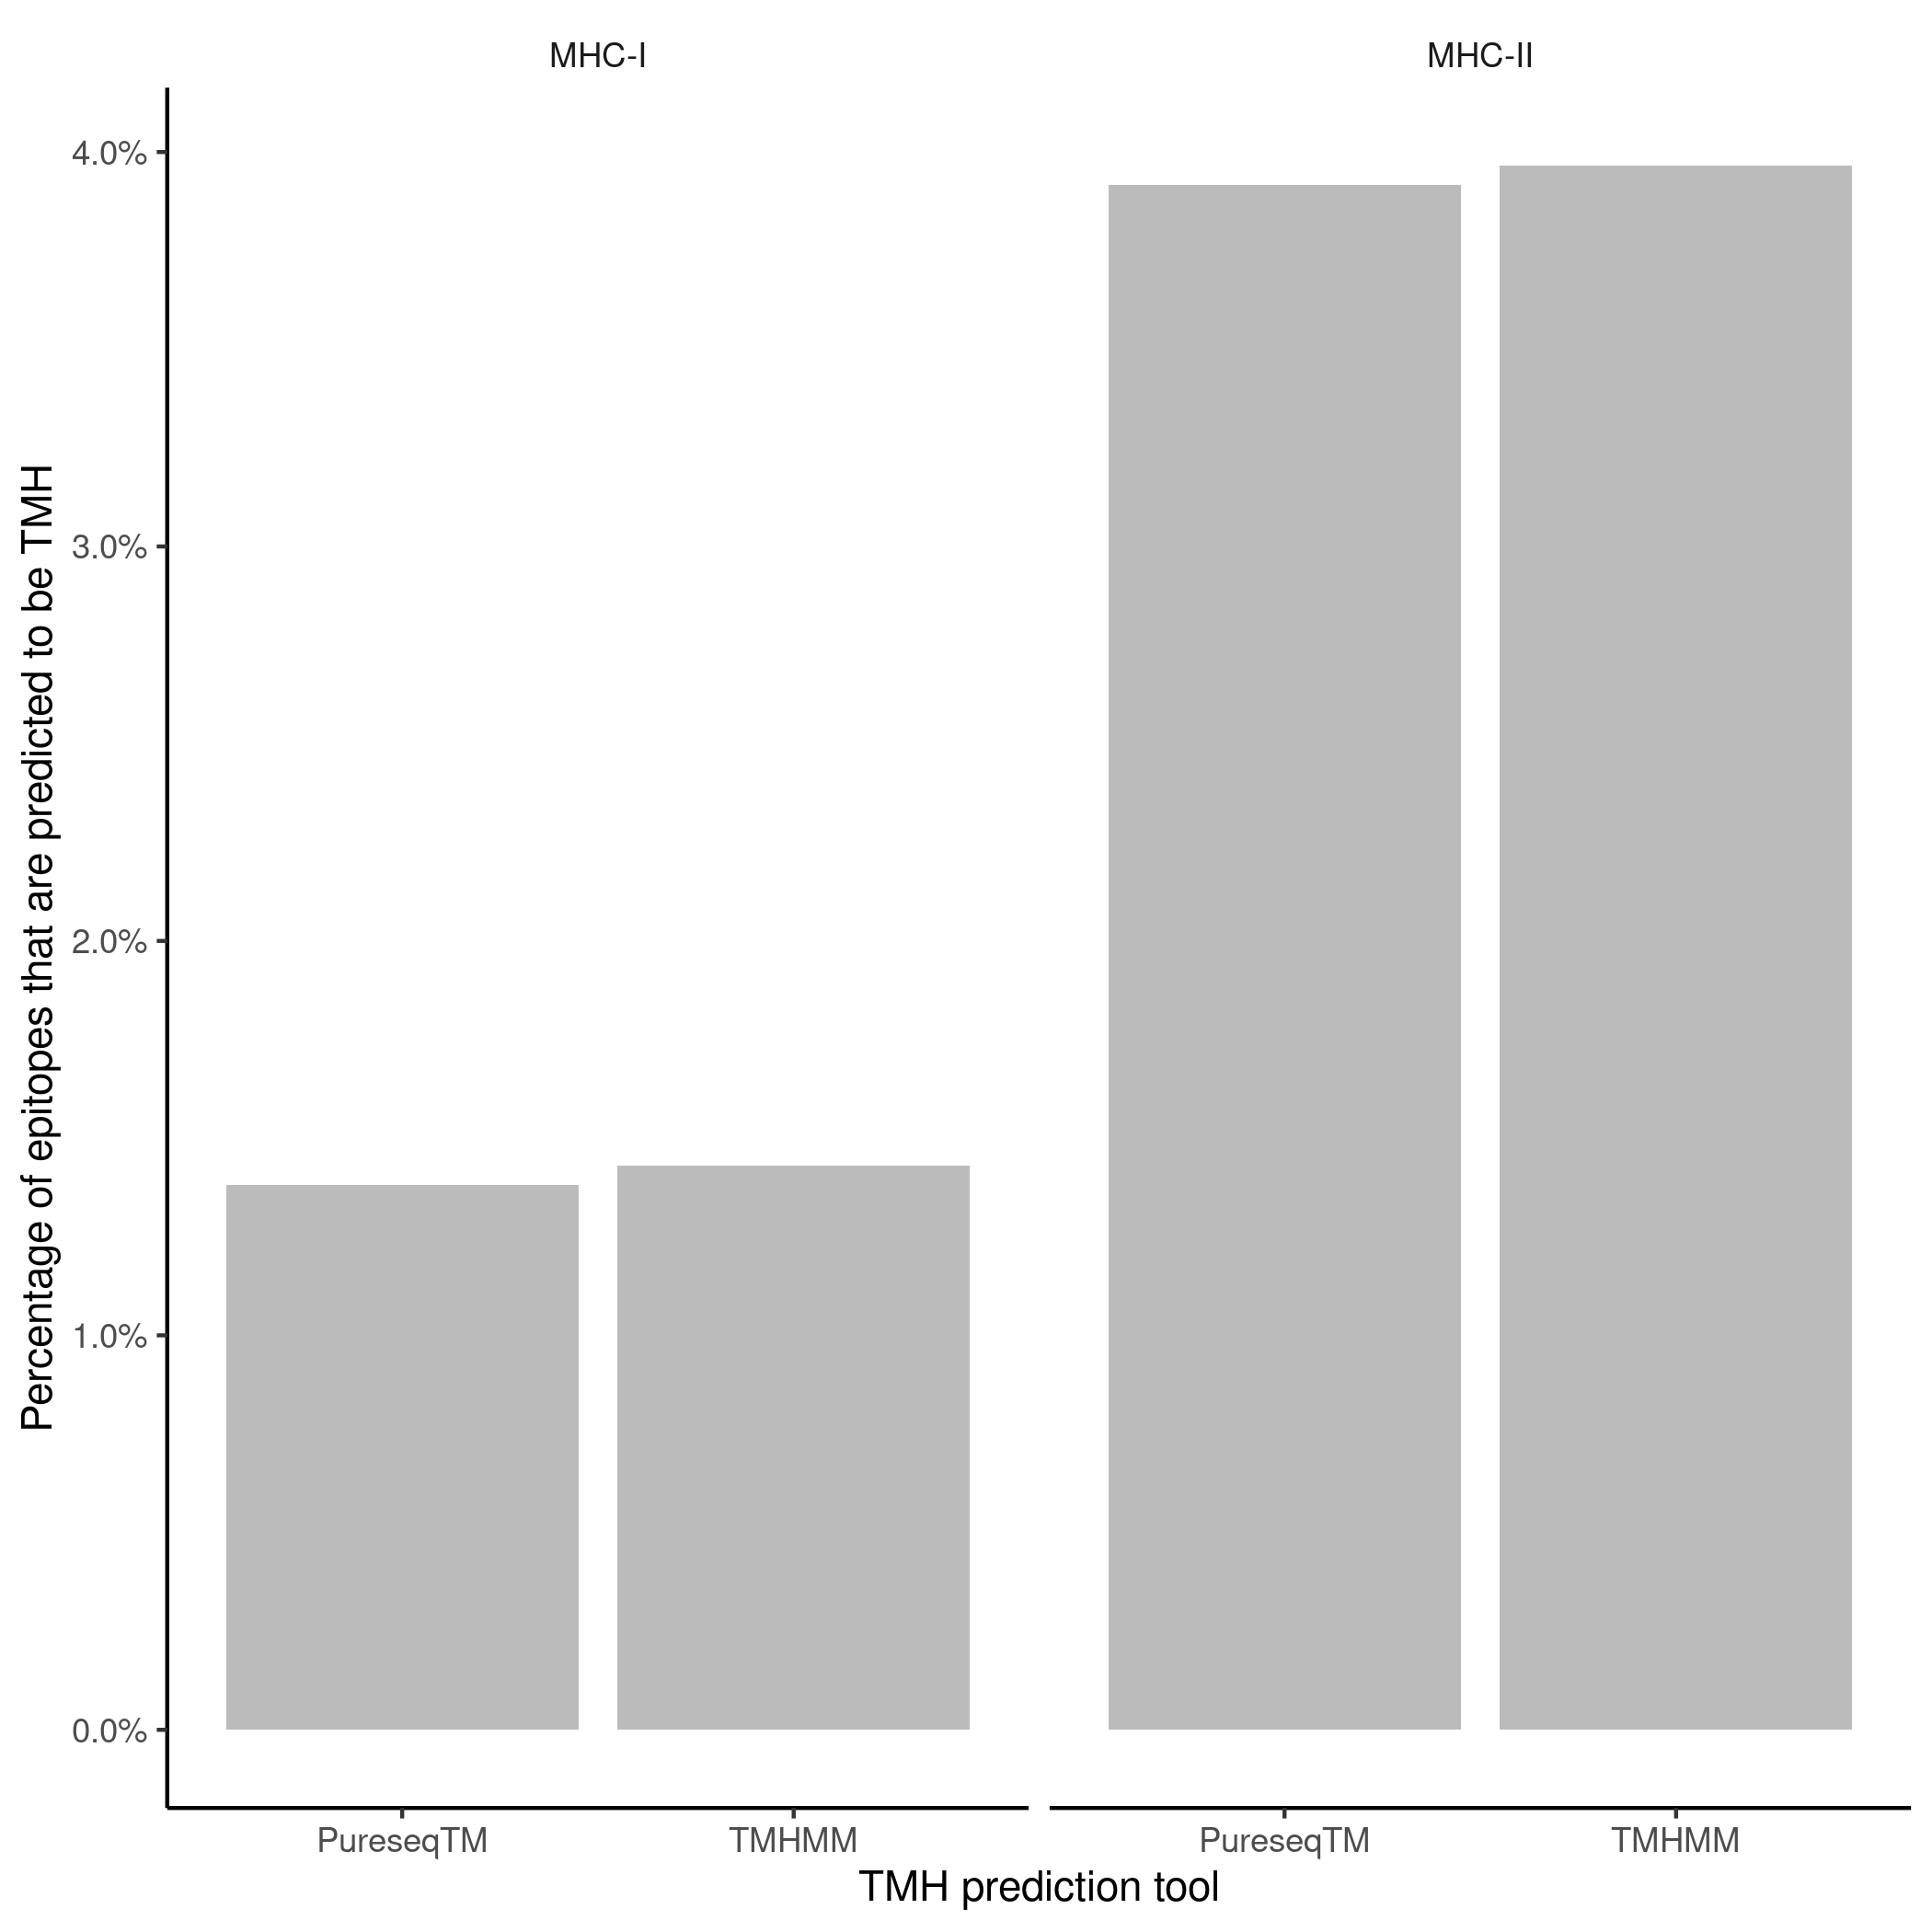 MHC-I
MHC-II
Percentage of epitopes that are predicted to be TMH
4.0%
3.0%
2.0%
1.0%
0.0%
PureseqTM
TMHMM
PureseqTM
TMHMM
TMH prediction tool